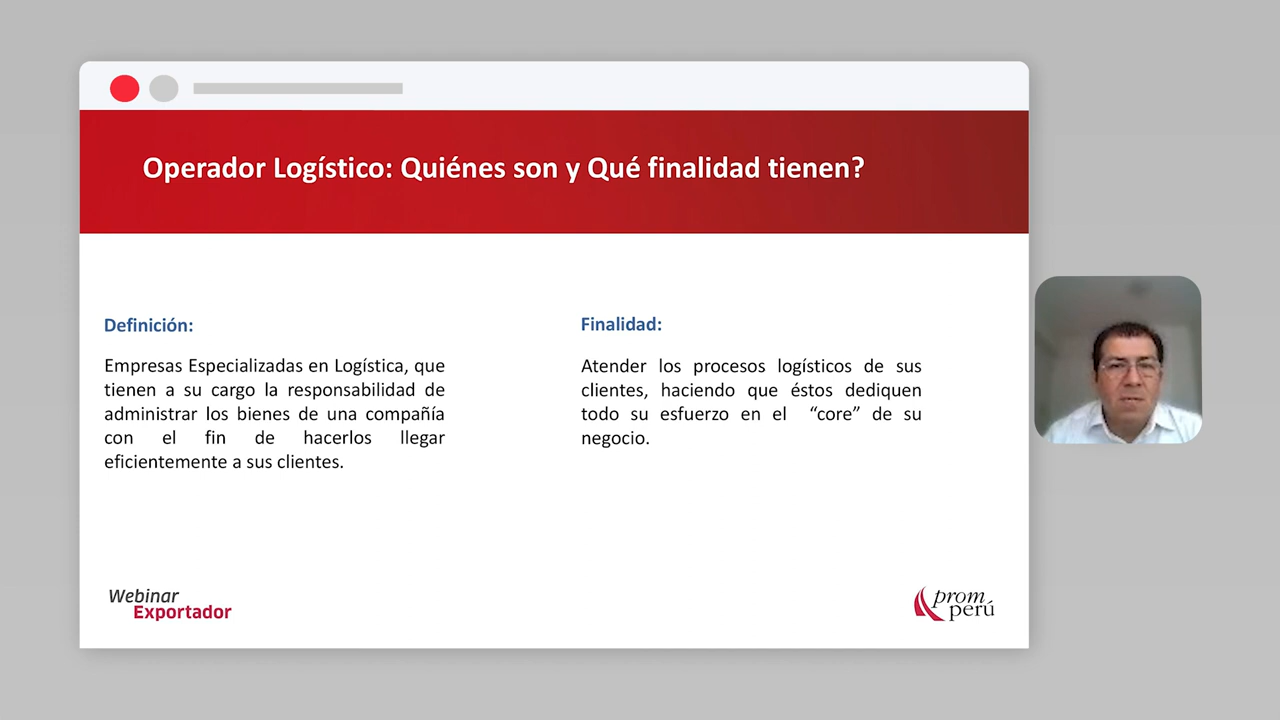 Operador Logístico: Quiénes son y Qué finalidad tienen?
Definición:
Empresas Especializadas en Logística, que
tienen a su cargo la responsabilidad de
administrar los bienes de una compañía
con el fin de hacerlos llegar
eficientemente a sus clientes.
Finalidad:
Atender los procesos logísticos de sus
clientes, haciendo que éstos dediquen
todo su esfuerzo en el “core” de su
negocio.
Webinar
Exportador
prom
perú